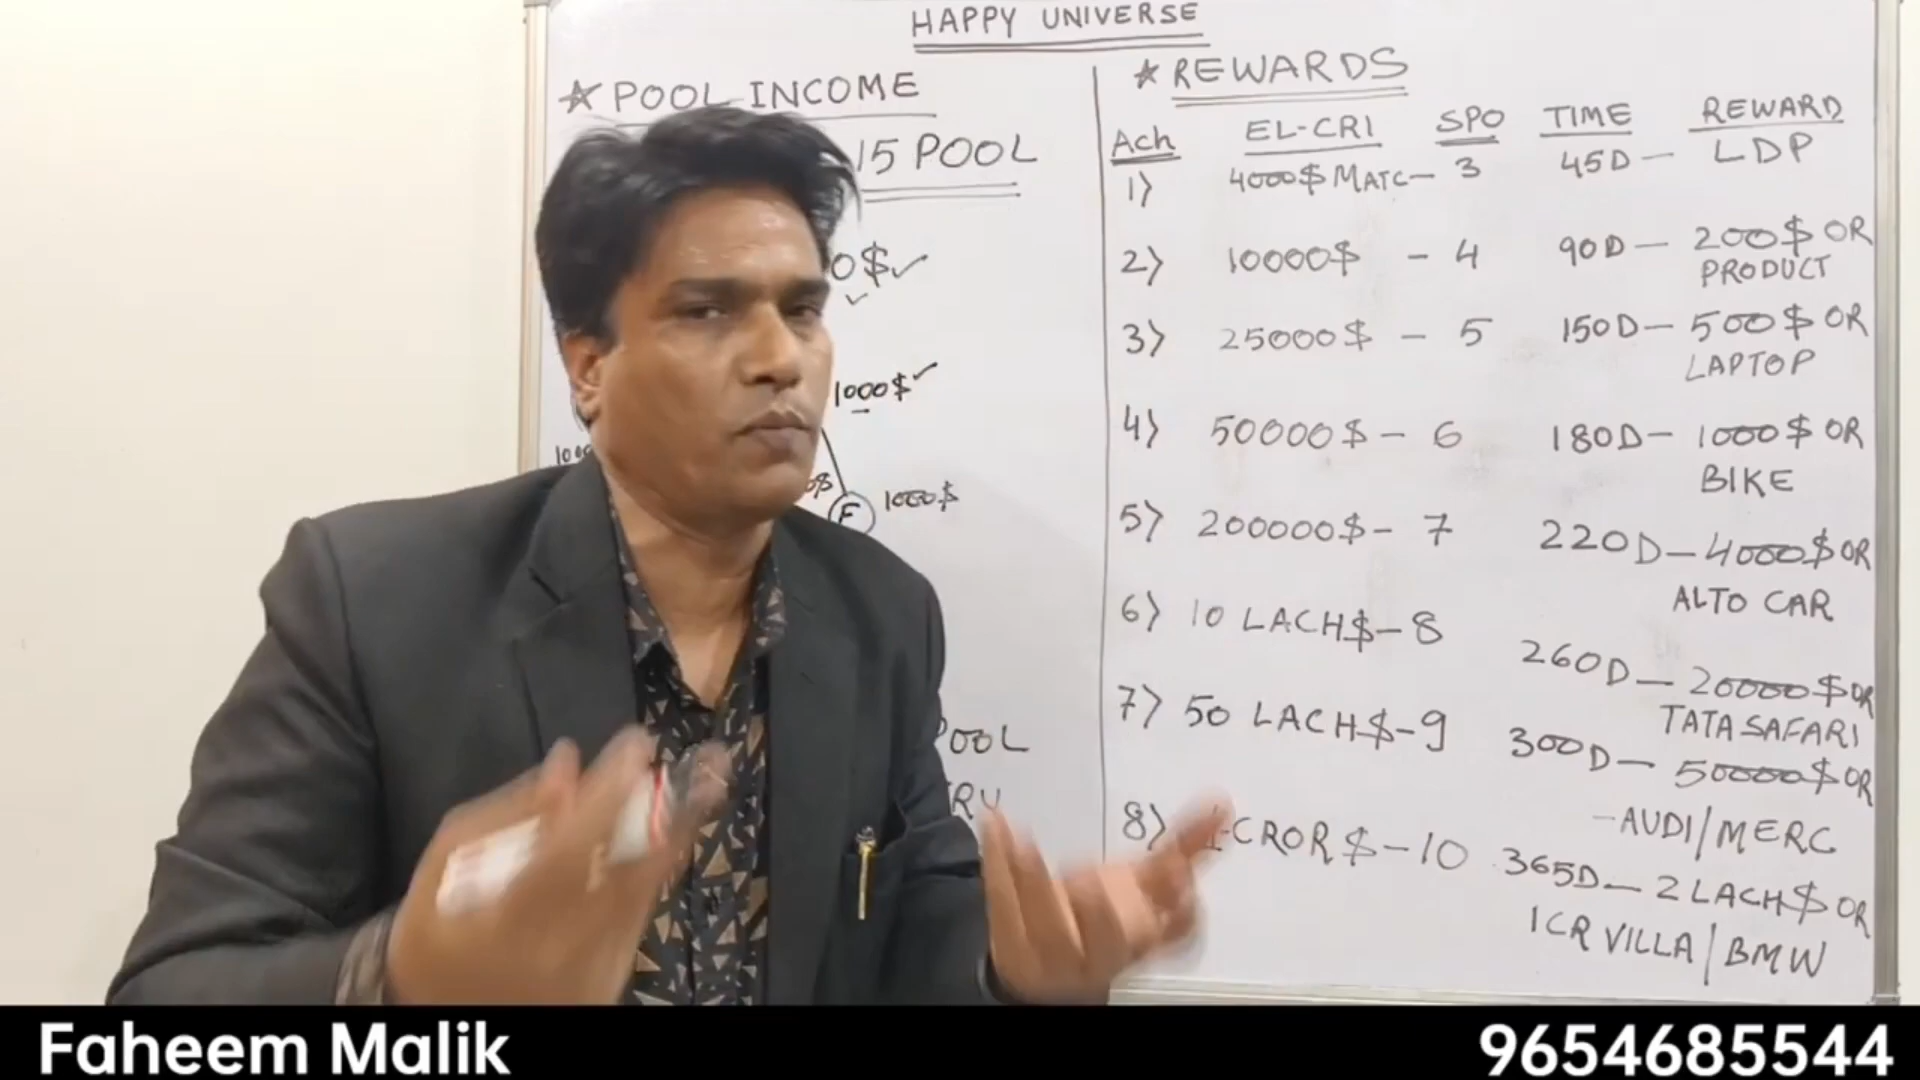 HAPPY UNIVERSE
★ POOL INCOME
15 POOL
0$ ✓
1000$ ✓
1000$
F
POOL
★ REWARDS
Ach EL-CRI SPO TIME REWARD
1) 4000$ MATC- 3 45D - LDP
2) 10000$ - 4 90D - 200$ OR
PRODUCT
3) 25000$ - 5 150D - 500$ OR
LAPTOP
4) 50000$ - 6 180D - 1000$ OR
BIKE
5) 200000$ - 7 220D - 4000$ OR
ALTO CAR
6) 10 LACH$ - 8 260D - 20000$ OR
TATA SAFARI
7) 50 LACH$ - 9 300D - 50000$ OR
- AUDI/MERC
8) 1 CROR $ - 10 365D - 2 LACH$ OR
1CR VILLA/BMW
Faheem Malik
9654685544